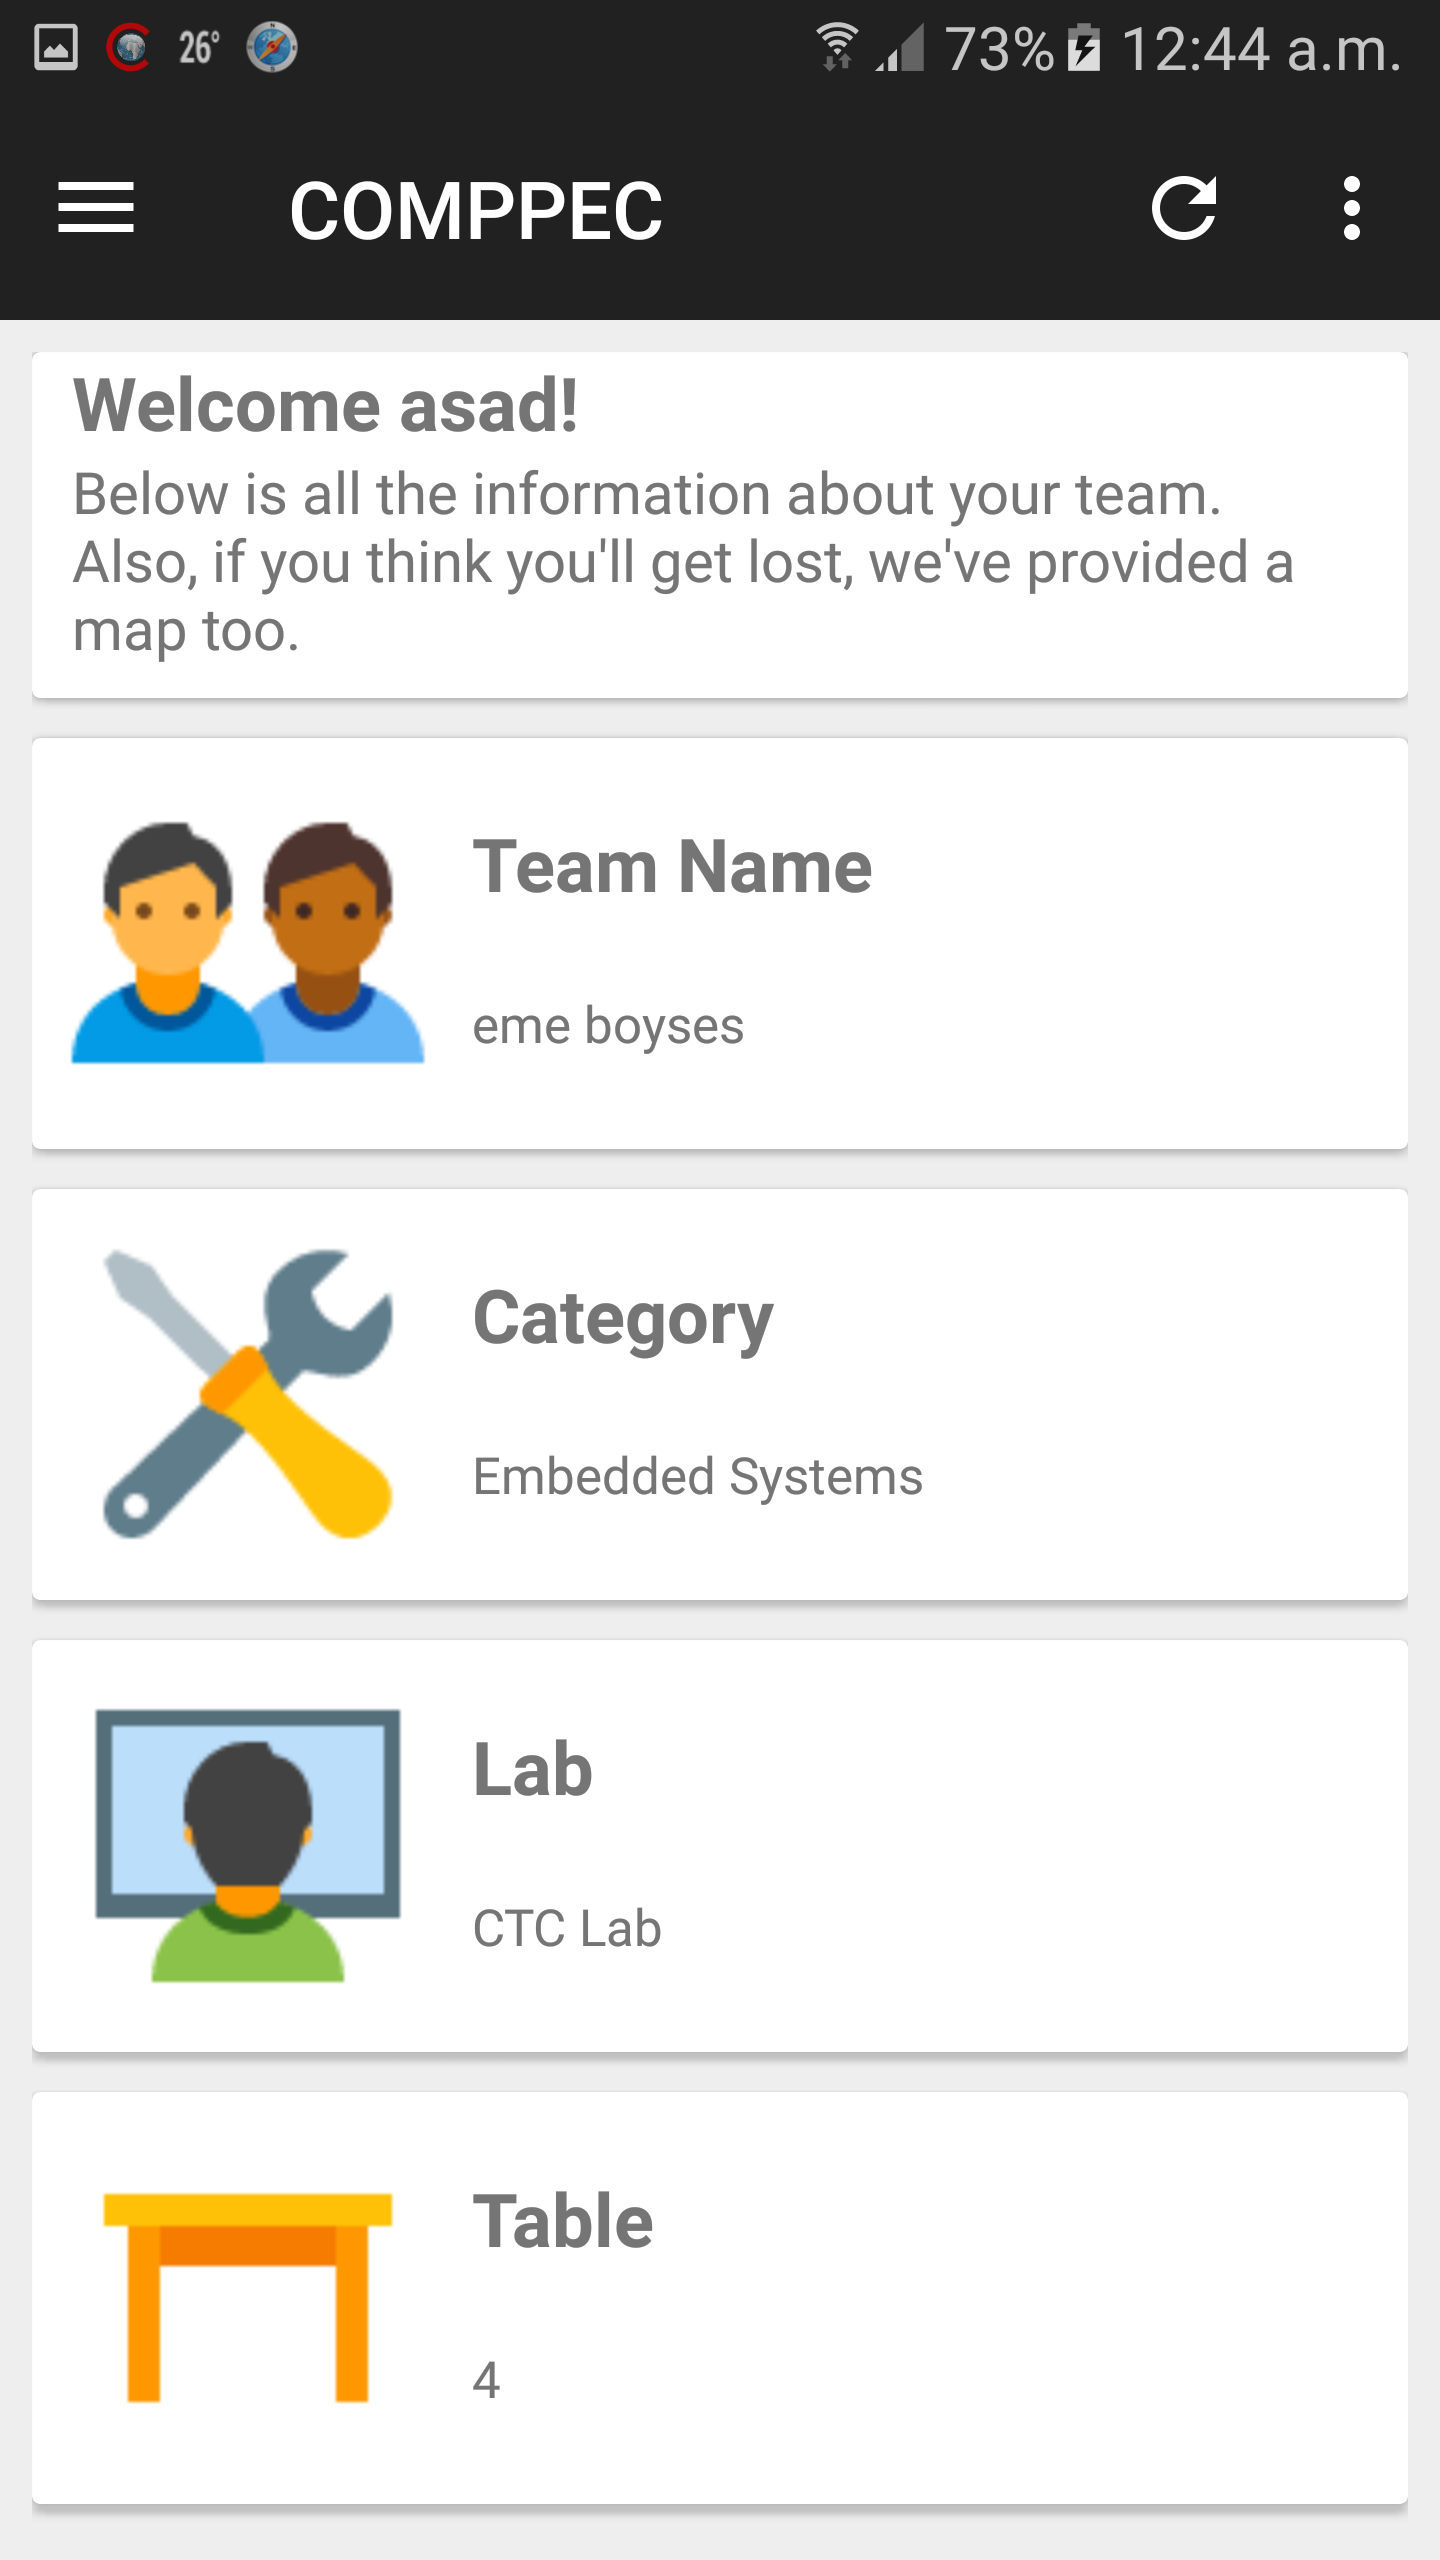 26° 73% 12:44 a.m.
COMPPEC
Welcome asad!
Below is all the information about your team.
Also, if you think you'll get lost, we've provided a
map too.
Team Name
eme boyses
Category
Embedded Systems
Lab
CTC Lab
Table
4